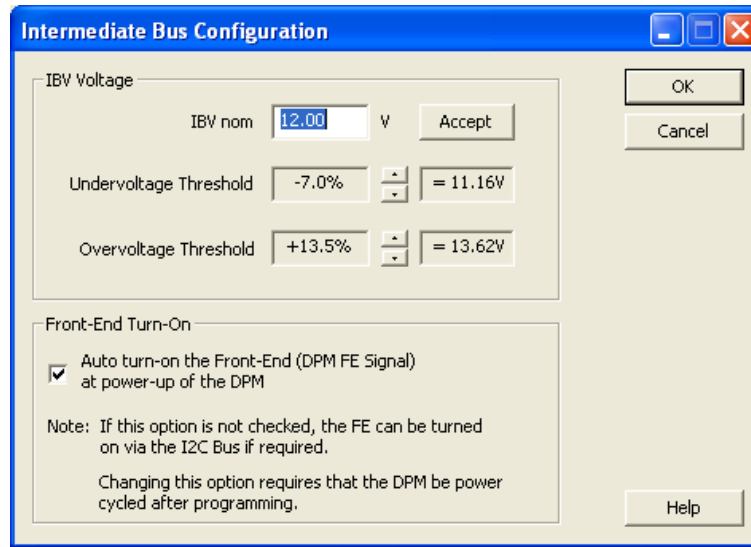 Intermediate Bus Configuration
IBV Voltage
IBV nom 12.00 V Accept
Undervoltage Threshold -7.0% = 11.16V
Overvoltage Threshold +13.5% = 13.62V
Front-End Turn-On
Auto turn-on the Front-End (DPM FE Signal)
at power-up of the DPM
Note: If this option is not checked, the FE can be turned
on via the I2C Bus if required.
Changing this option requires that the DPM be power
cycled after programming.
OK
Cancel
Help